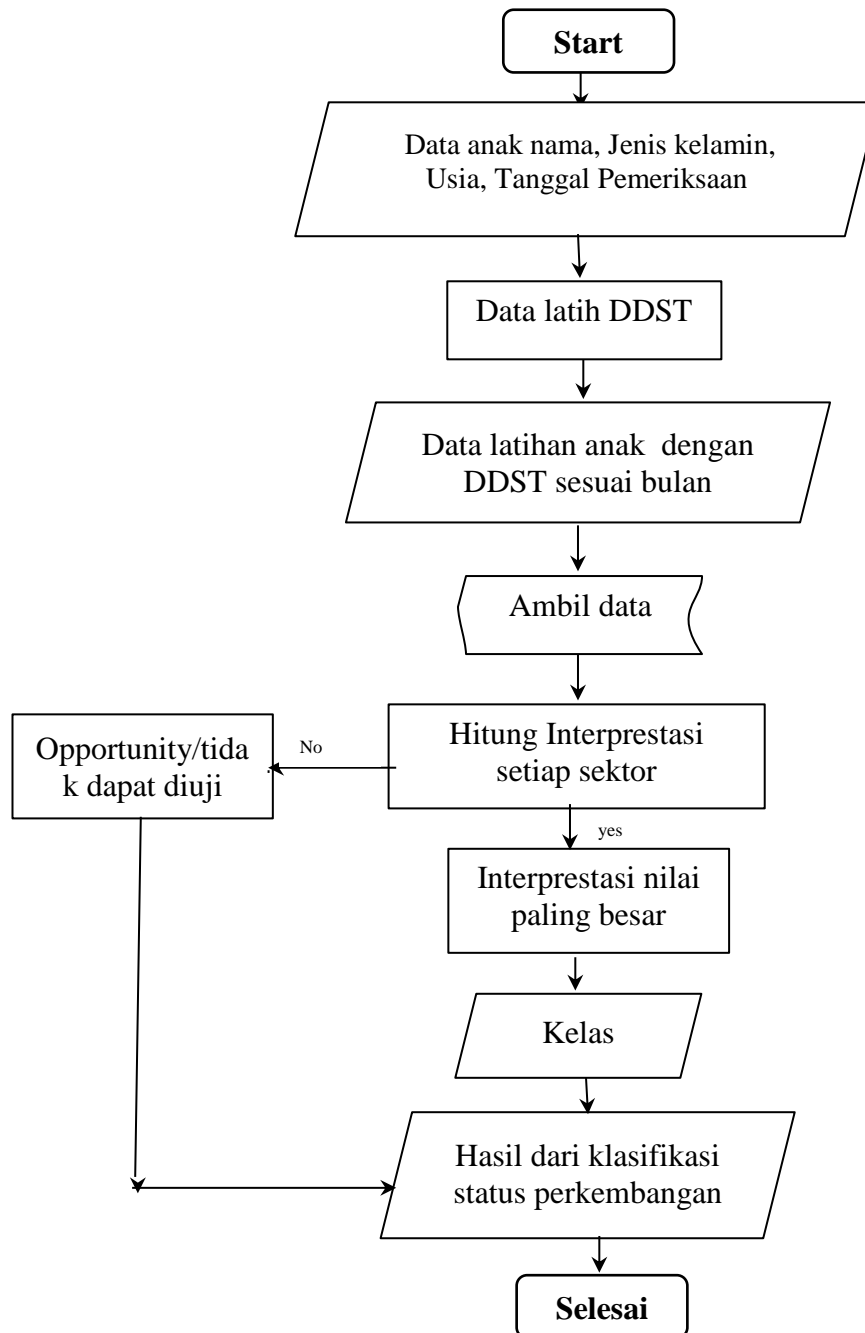 Start
Data anak nama, Jenis kelamin,
Usia, Tanggal Pemeriksaan
Data latih DDST
Data latihan anak dengan
DDST sesuai bulan
Ambil data
Hitung Interprestasi
setiap sektor
No
Opportunity/tida
k dapat diuji
yes
Interprestasi nilai
paling besar
Kelas
Hasil dari klasifikasi
status perkembangan
Selesai